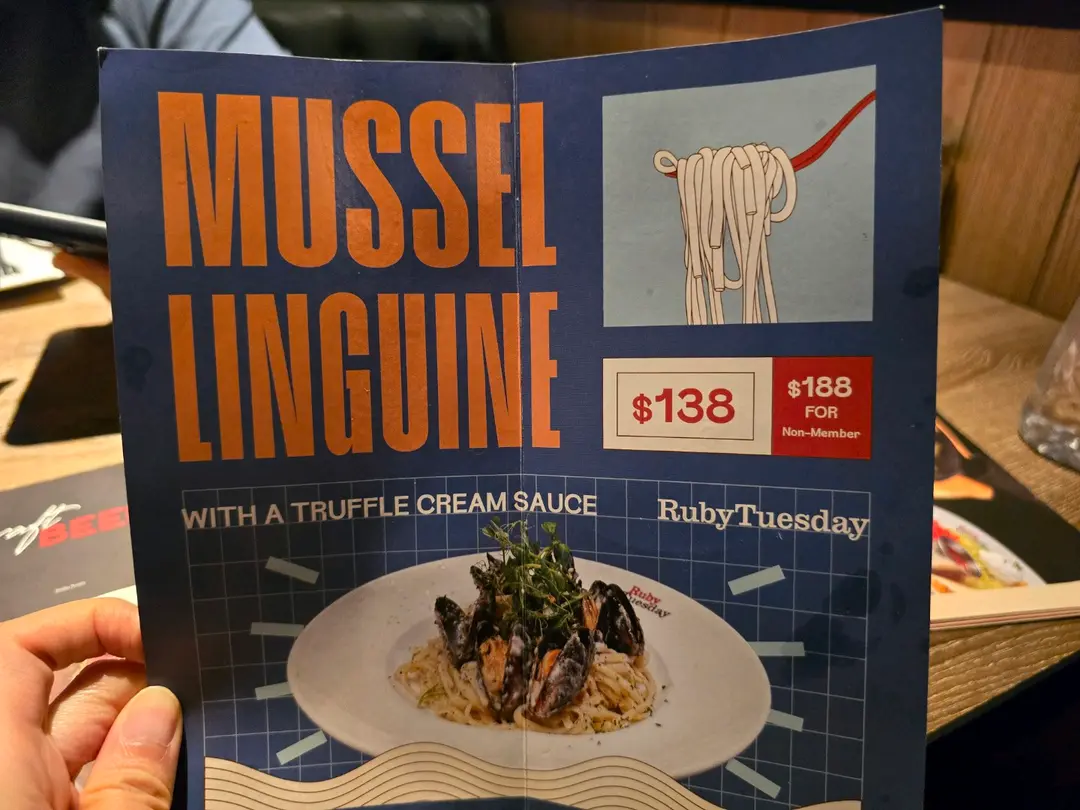 MUSSEL
LINGUINE
$138
$188
FOR
Non-Member
WITH A TRUFFLE CREAM SAUCE
RubyTuesday
Ruby
Tuesday